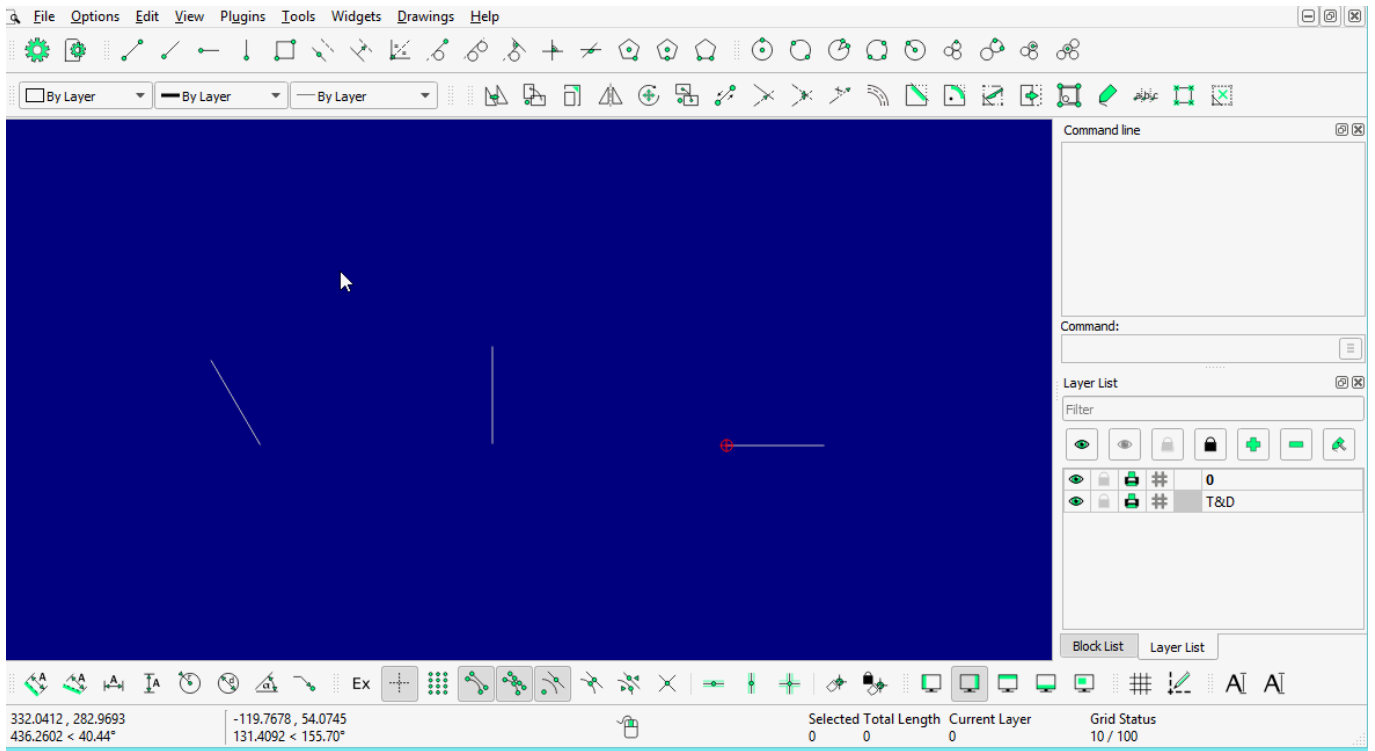 File Options Edit View Plugins Tools Widgets Drawings Help
By Layer By Layer By Layer
Command line
Command:
Layer List
Filter
0
T&D
Block List Layer List
Ex
332.0412 , 282.9693 -119.7678 , 54.0745 Selected Total Length Current Layer Grid Status
436.2602 < 40.44° 131.4092 < 155.70° 0 0 0 10 / 100